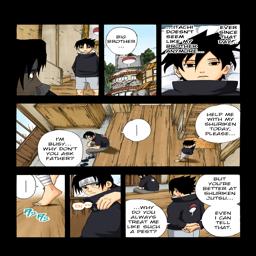 EVER
SINCE
THAT
DAY...
...ITACHI
DOESN'T
SEEM
LIKE MY
BROTHER
ANYMORE...
BIG
BROTHER
...
HELP ME
WITH MY
SHURIKEN
TODAY,
PLEASE...
I'M
BUSY...
WHY DON'T
YOU ASK
FATHER?
BUT
YOU'RE
BETTER AT
SHURIKEN
JUTSU...
EVEN I
CAN TELL
THAT.
...WHY
DO YOU
ALWAYS
TREAT ME
LIKE SUCH
A PEST?